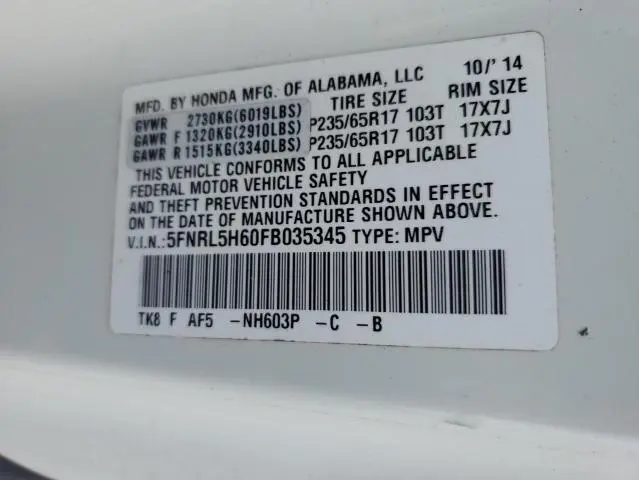 MFD. BY HONDA MFG. OF ALABAMA, LLC 10/'14
TIRE SIZE RIM SIZE
GVWR 2730KG(6019LBS)
GAWR F 1320KG(2910LBS) P235/65R17 103T 17X7J
GAWR R 1515KG(3340LBS) P235/65R17 103T 17X7J
THIS VEHICLE CONFORMS TO ALL APPLICABLE
FEDERAL MOTOR VEHICLE SAFETY
AND THEFT PREVENTION STANDARDS IN EFFECT
ON THE DATE OF MANUFACTURE SHOWN ABOVE.
V.I.N.:5FNRL5H60FB035345 TYPE: MPV
TK8 F AF5 -NH603P -C -B